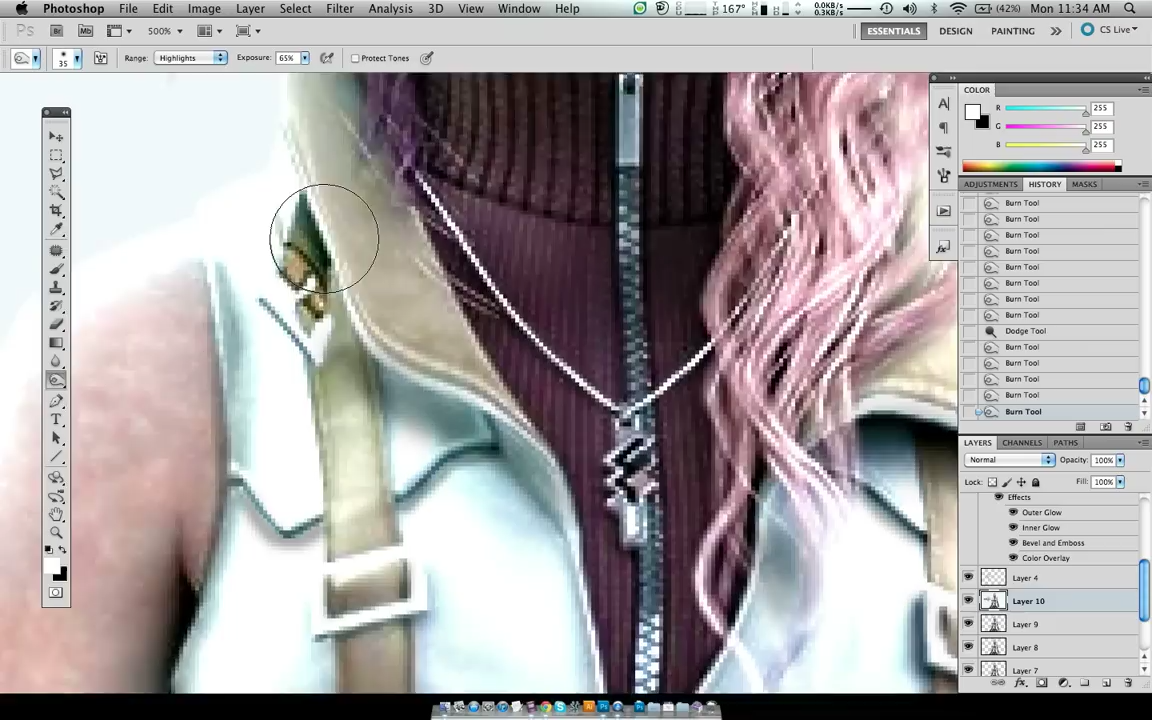 Photoshop File Edit Image Layer Select Filter Analysis 3D View Window Help 167° 0.0KB/s 0.3KB/s (42%) Mon 11:34 AM
Ps Br Mb 500% ESSENTIALS DESIGN PAINTING CS Live
35 Range: Highlights Exposure: 65% Protect Tones
COLOR
R 255
G 255
B 255
ADJUSTMENTS HISTORY MASKS
Burn Tool
Burn Tool
Burn Tool
Burn Tool
Burn Tool
Burn Tool
Burn Tool
Burn Tool
Dodge Tool
Burn Tool
Burn Tool
Burn Tool
Burn Tool
Burn Tool
LAYERS CHANNELS PATHS
Normal Opacity: 100%
Lock: Fill: 100%
Effects
Outer Glow
Inner Glow
Bevel and Emboss
Color Overlay
Layer 4
Layer 10
Layer 9
Layer 8
Layer 7